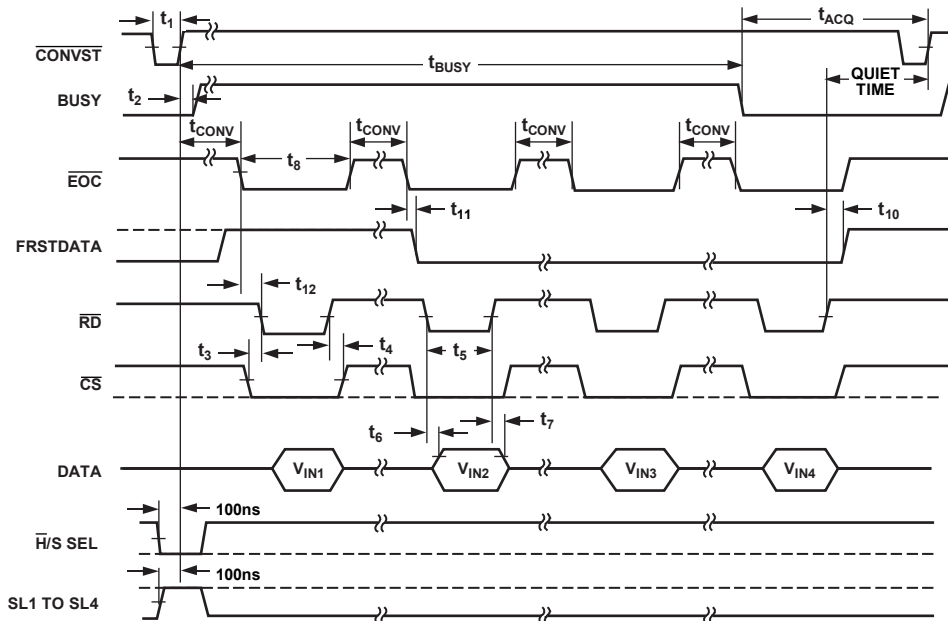 t1
tACQ
CONVST
tBUSY
QUIET
TIME
t2
BUSY
tCONV
tCONV
tCONV
tCONV
t8
EOC
t11
t10
FRSTDATA
t12
RD
t3
t4
t5
CS
t6
t7
DATA
VIN1
VIN2
VIN3
VIN4
100ns
H/S SEL
100ns
SL1 TO SL4